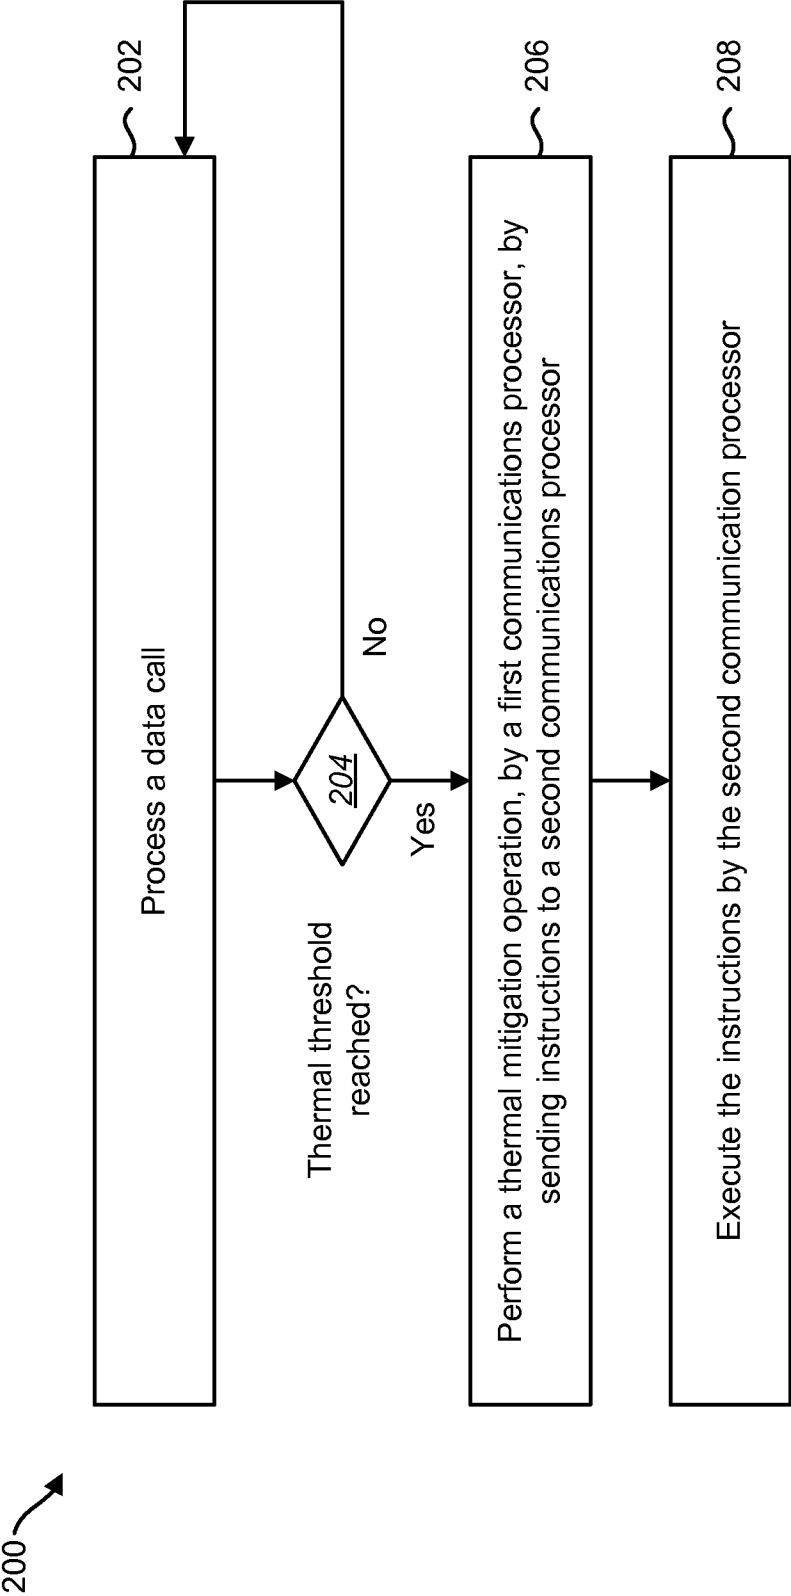 200
202
Process a data call
204
Thermal threshold
reached?
No
Yes
206
Perform a thermal mitigation operation, by a first communications processor, by
sending instructions to a second communications processor
208
Execute the instructions by the second communication processor